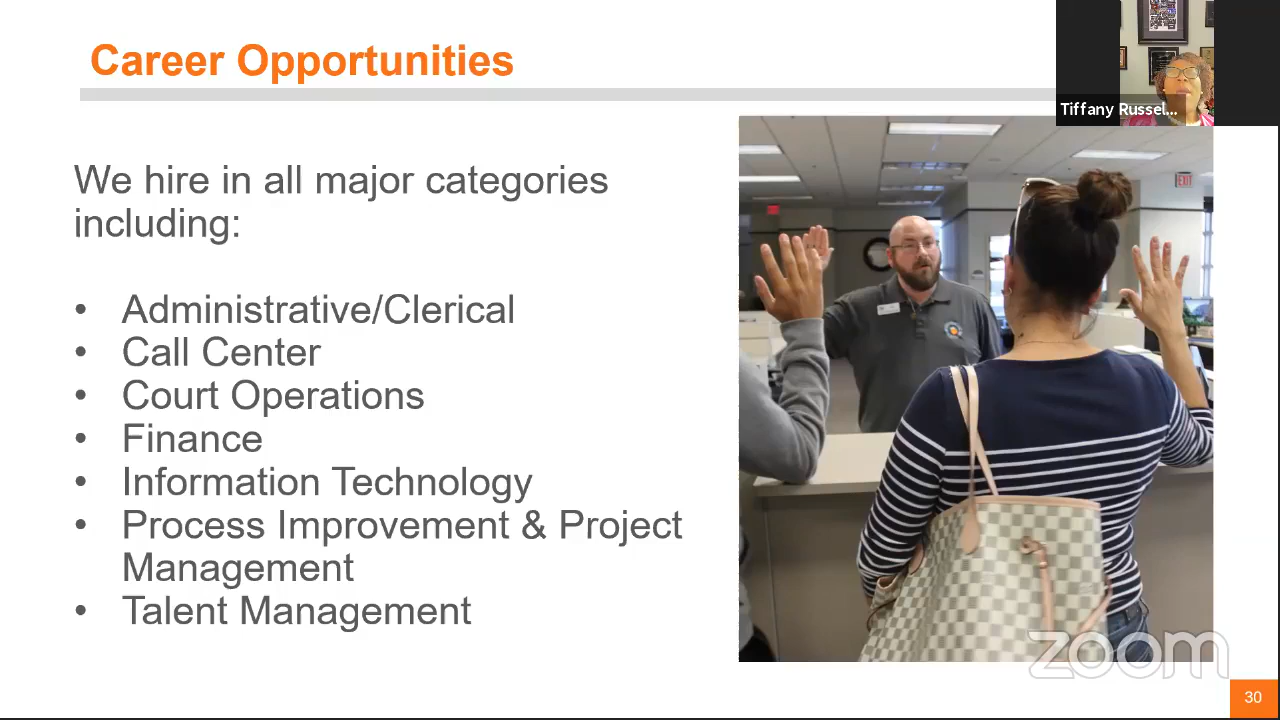 Career Opportunities
Tiffany Russel...
We hire in all major categories
including:
• Administrative/Clerical
• Call Center
• Court Operations
• Finance
• Information Technology
• Process Improvement & Project
Management
• Talent Management
EXIT
zoom
30